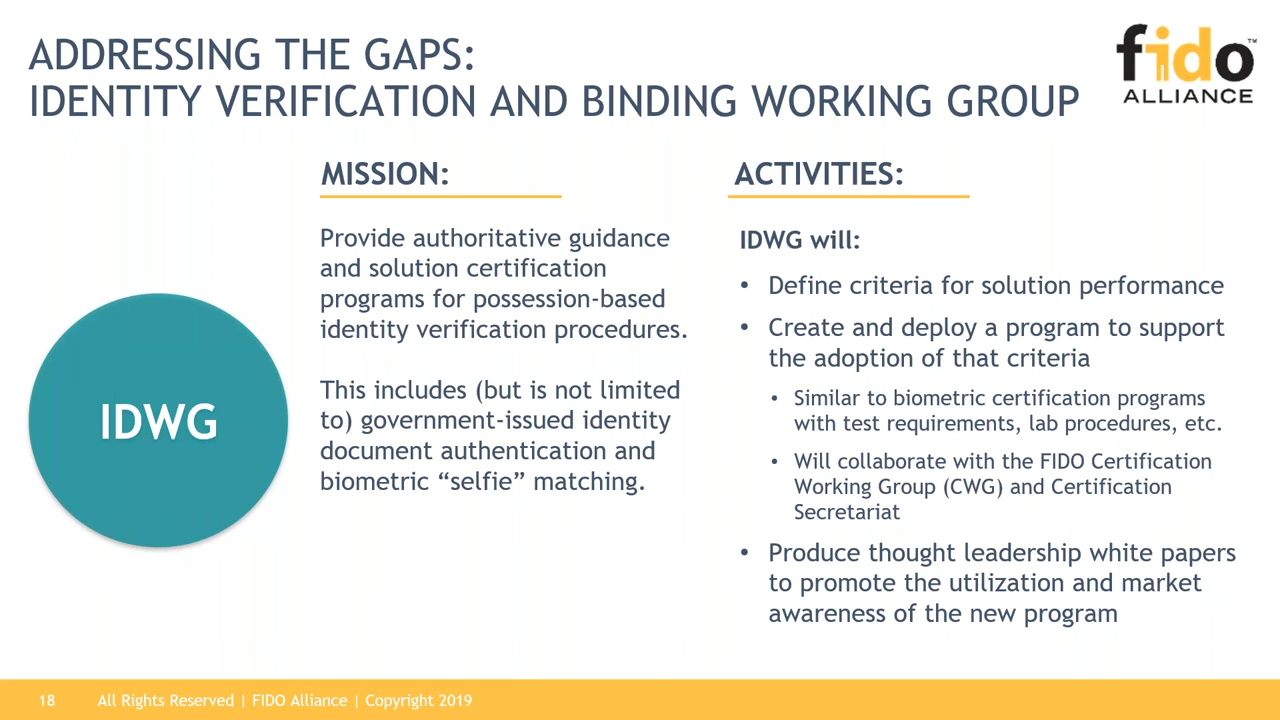 ADDRESSING THE GAPS:
IDENTITY VERIFICATION AND BINDING WORKING GROUP
fido™
ALLIANCE
IDWG
MISSION:
Provide authoritative guidance
and solution certification
programs for possession-based
identity verification procedures.
This includes (but is not limited
to) government-issued identity
document authentication and
biometric “selfie” matching.
ACTIVITIES:
IDWG will:
• Define criteria for solution performance
• Create and deploy a program to support
the adoption of that criteria
• Similar to biometric certification programs
with test requirements, lab procedures, etc.
• Will collaborate with the FIDO Certification
Working Group (CWG) and Certification
Secretariat
• Produce thought leadership white papers
to promote the utilization and market
awareness of the new program
18 All Rights Reserved | FIDO Alliance | Copyright 2019